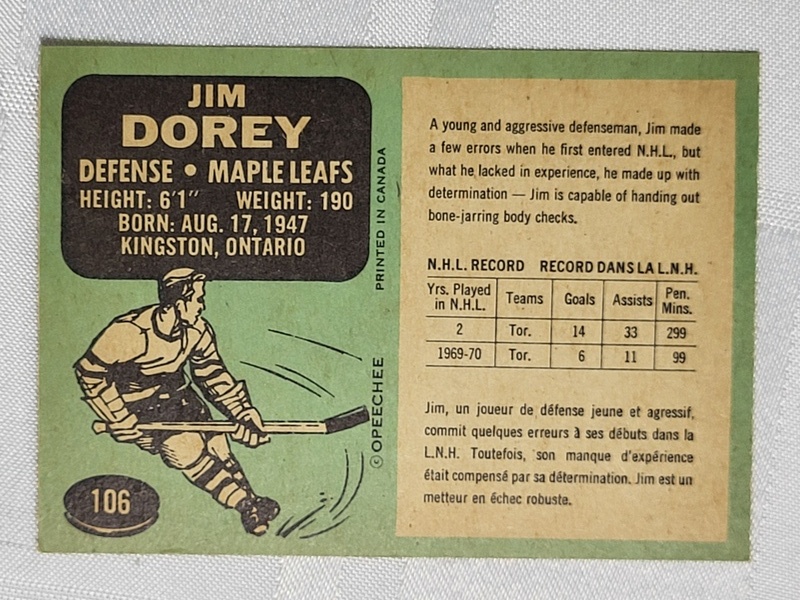 JIM
DOREY
DEFENSE • MAPLE LEAFS
HEIGHT: 6'1" WEIGHT: 190
BORN: AUG. 17, 1947
KINGSTON, ONTARIO
106
PRINTED IN CANADA
©OPEECHEE
A young and aggressive defenseman, Jim made
a few errors when he first entered N.H.L., but
what he lacked in experience, he made up with
determination — Jim is capable of handing out
bone-jarring body checks.
N.H.L. RECORD RECORD DANS LA L.N.H.
Yrs. Played in N.H.L. Teams Goals Assists Pen. Mins.
2 Tor. 14 33 299
1969-70 Tor. 6 11 99
Jim, un joueur de défense jeune et agressif,
commit quelques erreurs à ses débuts dans la
L.N.H. Toutefois, son manque d'expérience
était compensé par sa détermination. Jim est un
metteur en échec robuste.